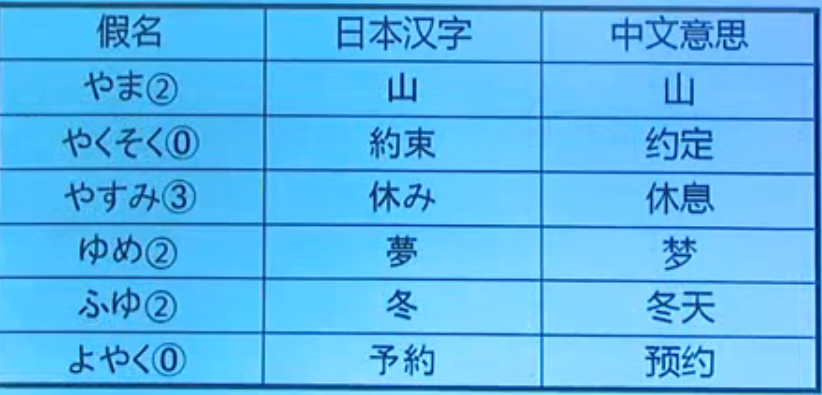 假名 日本汉字 中文意思
やま② 山 山
やくそく⓪ 約束 约定
やすみ③ 休み 休息
ゆめ② 夢 梦
ふゆ② 冬 冬天
よやく⓪ 予約 预约